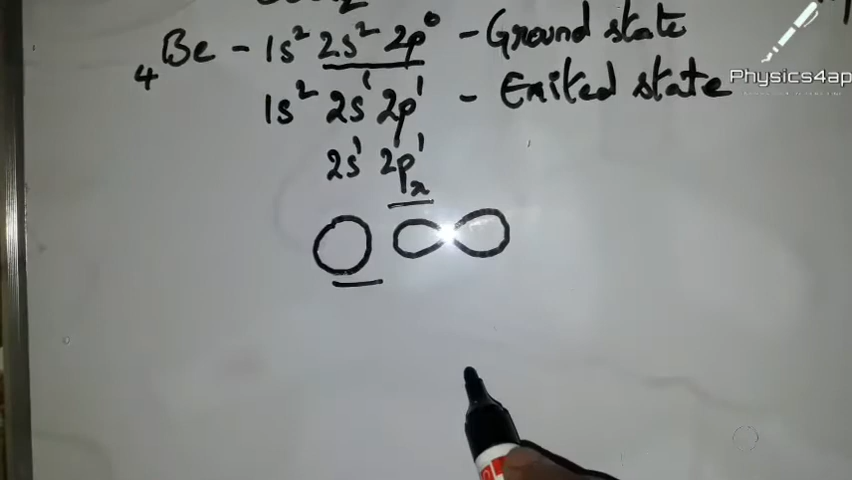 ₄Be - 1s² 2s² 2p⁰ - Ground state
1s² 2s¹ 2p¹ - Exited state
2s¹ 2pₓ¹
Physics4ap